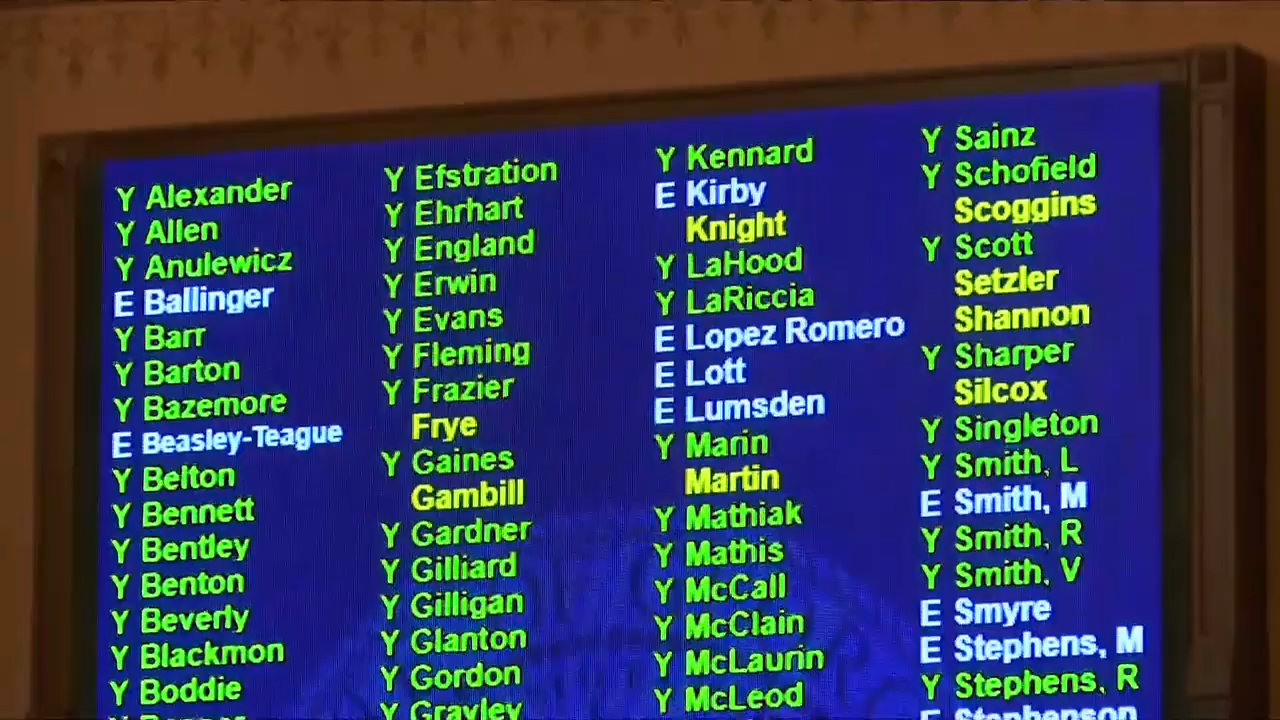 Y Alexander
Y Allen
Y Anulewicz
E Ballinger
Y Barr
Y Barton
Y Bazemore
E Beasley-Teague
Y Belton
Y Bennett
Y Bentley
Y Benton
Y Beverly
Y Blackmon
Y Boddie
Y Efstration
Y Ehrhart
Y England
Y Erwin
Y Evans
Y Fleming
Y Frazier
Frye
Y Gaines
Gambill
Y Gardner
Y Gilliard
Y Gilligan
Y Glanton
Y Gordon
Y Gravley
Y Kennard
E Kirby
Knight
Y LaHood
Y LaRiccia
E Lopez Romero
E Lott
E Lumsden
Y Marin
Martin
Y Mathiak
Y Mathis
Y McCall
Y McClain
Y McLaurin
Y McLeod
Y Sainz
Y Schofield
Scoggins
Y Scott
Setzler
Shannon
Y Sharper
Silcox
Y Singleton
Y Smith, L
E Smith, M
Y Smith, R
Y Smith, V
E Smyre
E Stephens, M
Y Stephens, R
E Stephenson